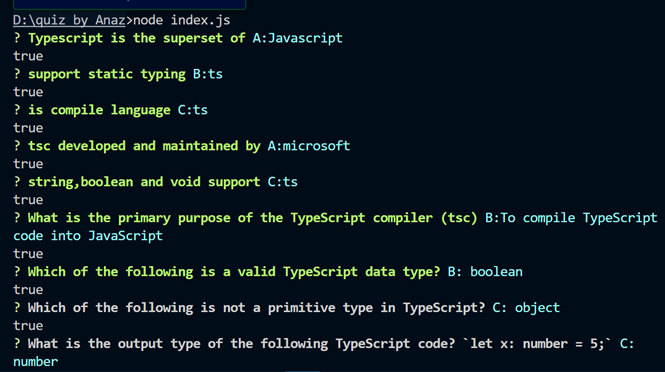 D:\quiz by Anaz>node index.js
? Typescript is the superset of A:Javascript
true
? support static typing B:ts
true
? is compile language C:ts
true
? tsc developed and maintained by A:microsoft
true
? string,boolean and void support C:ts
true
? What is the primary purpose of the TypeScript compiler (tsc) B:To compile TypeScript
code into JavaScript
true
? Which of the following is a valid TypeScript data type? B: boolean
true
? Which of the following is not a primitive type in TypeScript? C: object
true
? What is the output type of the following TypeScript code? `let x: number = 5;` C:
number